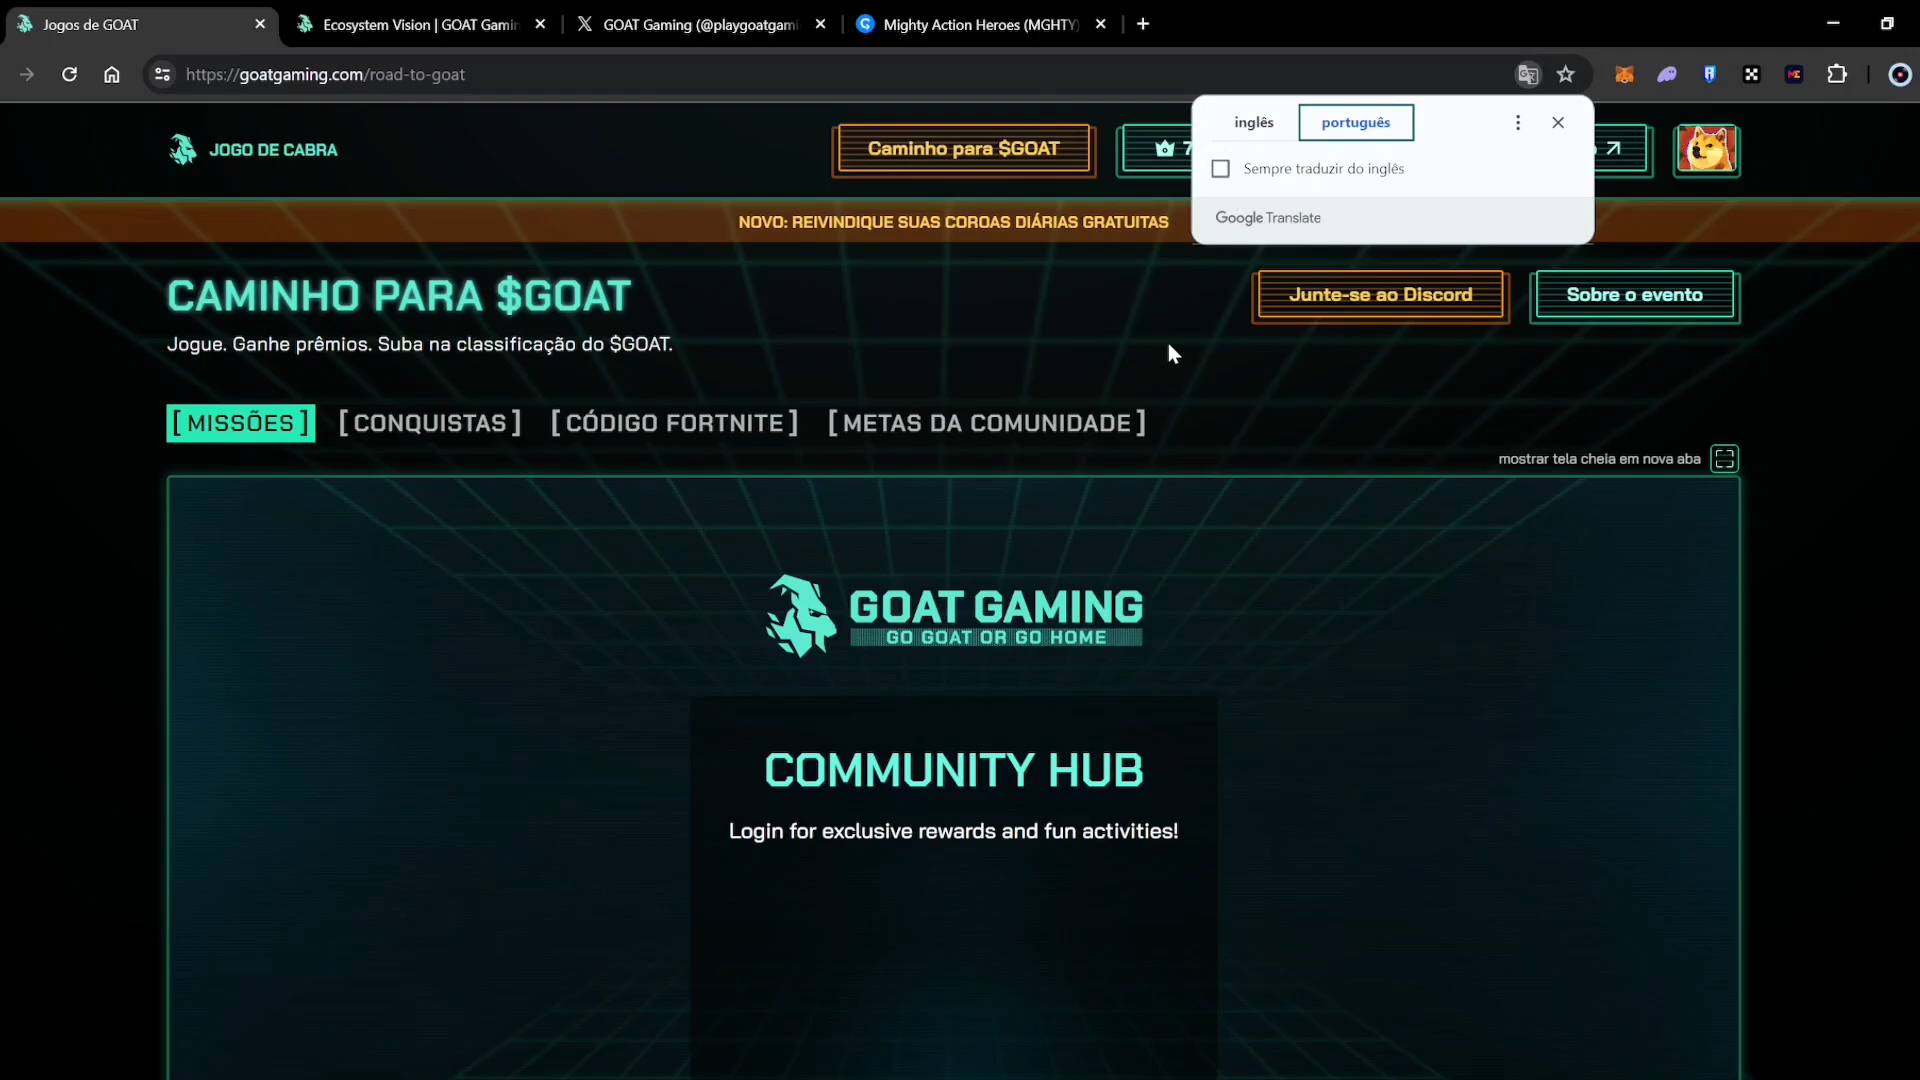 Jogos de GOAT
Ecosystem Vision | GOAT Gamin
GOAT Gaming (@playgoatgami
Mighty Action Heroes (MGHTY)
https://goatgaming.com/road-to-goat
inglês
português
Sempre traduzir do inglês
Google Translate
JOGO DE CABRA
Caminho para $GOAT
7
NOVO: REIVINDIQUE SUAS COROAS DIÁRIAS GRATUITAS
CAMINHO PARA $GOAT
Jogue. Ganhe prêmios. Suba na classificação do $GOAT.
Junte-se ao Discord
Sobre o evento
[MISSÕES]
[CONQUISTAS]
[CÓDIGO FORTNITE]
[METAS DA COMUNIDADE]
mostrar tela cheia em nova aba
GOAT GAMING
GO GOAT OR GO HOME
COMMUNITY HUB
Login for exclusive rewards and fun activities!